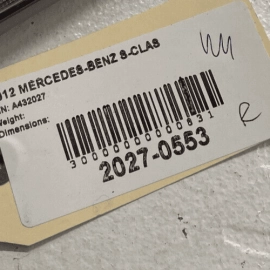 012 MERCEDES-BENZ S-CLAS
N: A432027
Weight:
Dimensions:
3000000000831
2027-0553
R